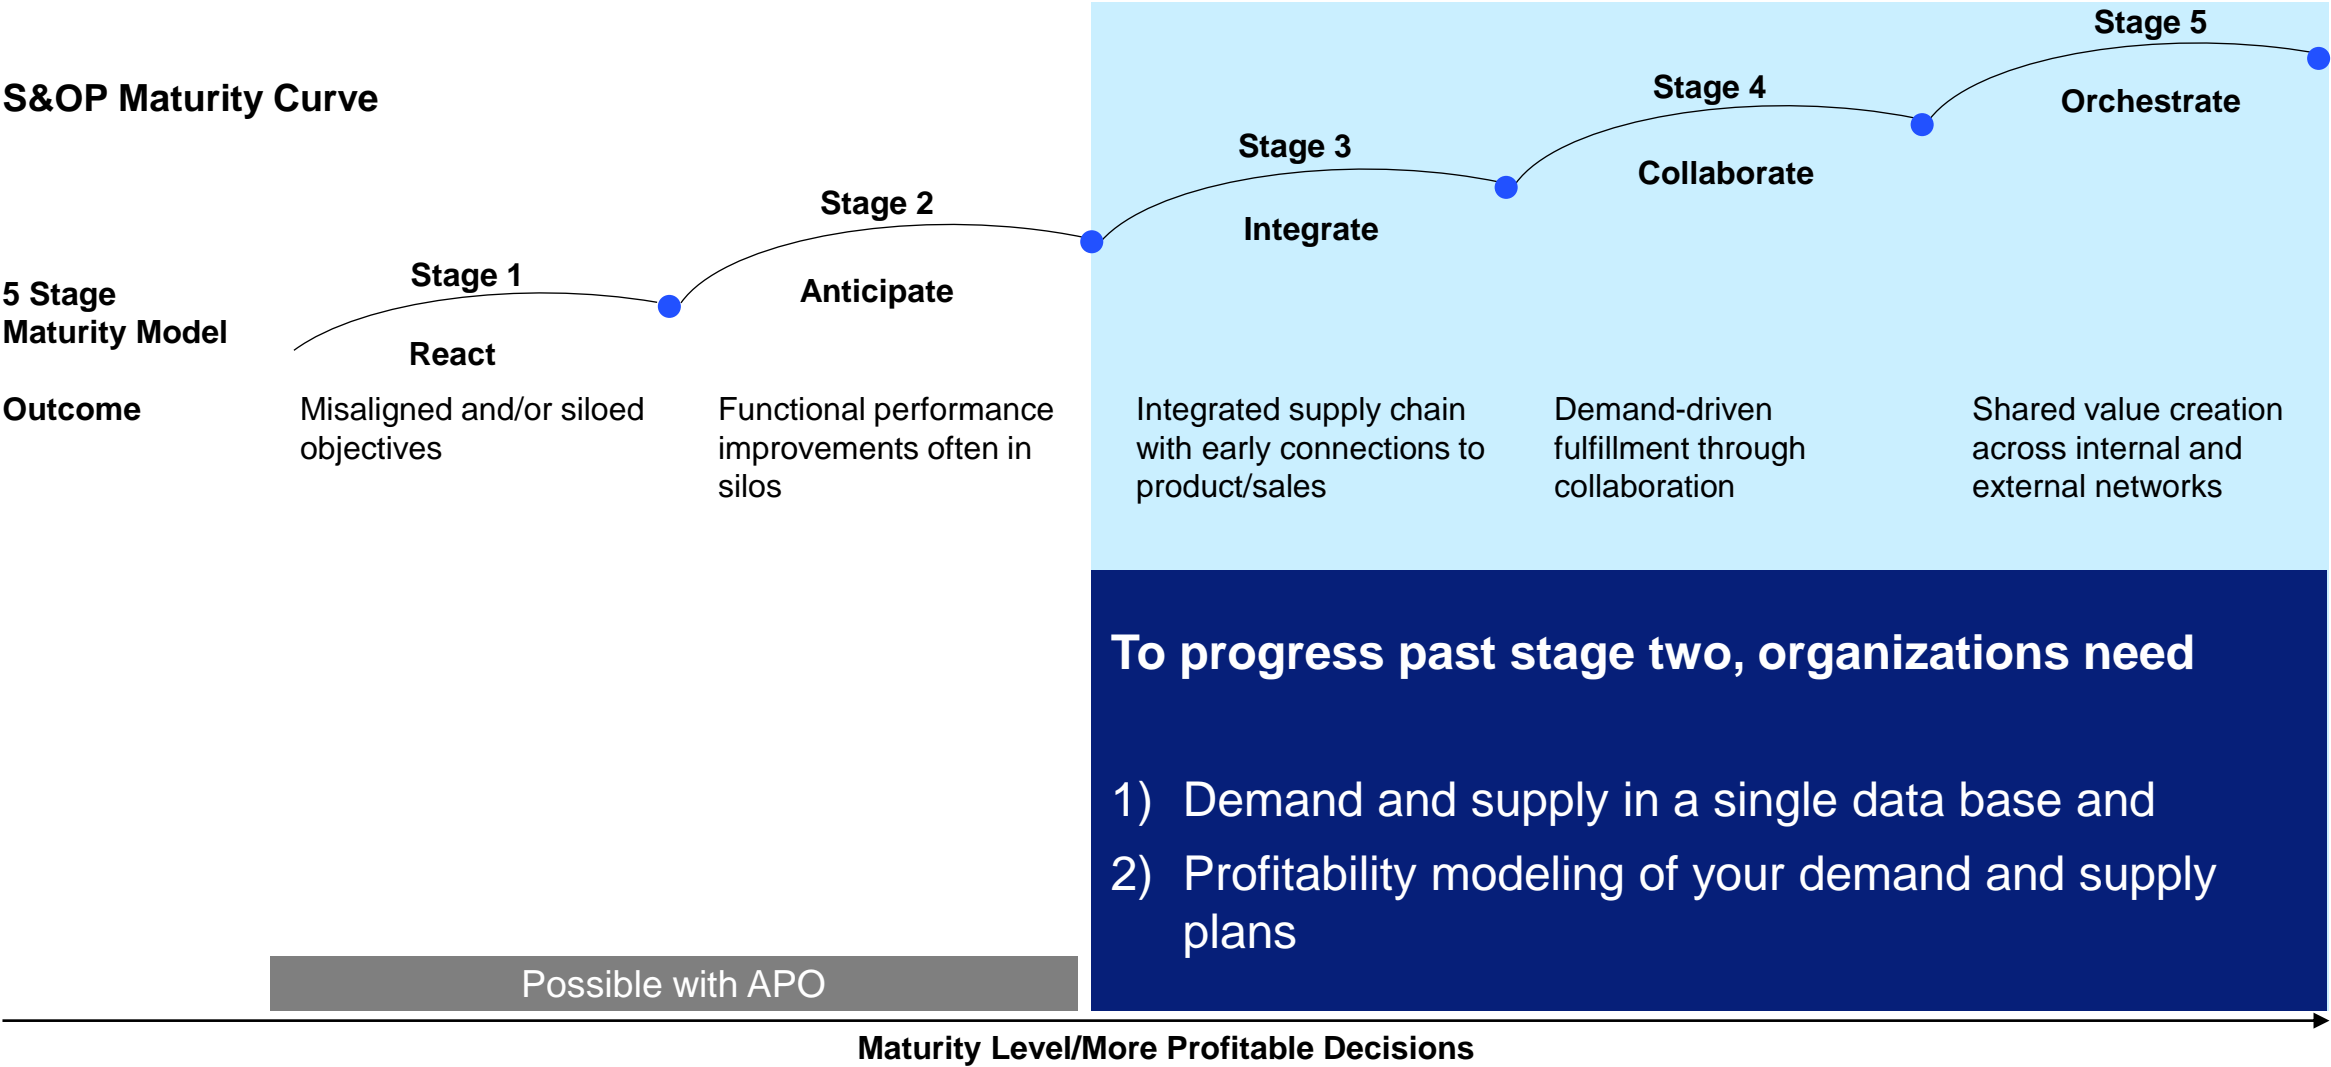 S&OP Maturity Curve
5 Stage
Maturity Model
Stage 1
React
Stage 2
Anticipate
Stage 3
Integrate
Stage 4
Collaborate
Stage 5
Orchestrate
Outcome
Misaligned and/or siloed
objectives
Functional performance
improvements often in
silos
Integrated supply chain
with early connections to
product/sales
Demand-driven
fulfillment through
collaboration
Shared value creation
across internal and
external networks
To progress past stage two, organizations need
1) Demand and supply in a single data base and
2) Profitability modeling of your demand and supply
plans
Possible with APO
Maturity Level/More Profitable Decisions